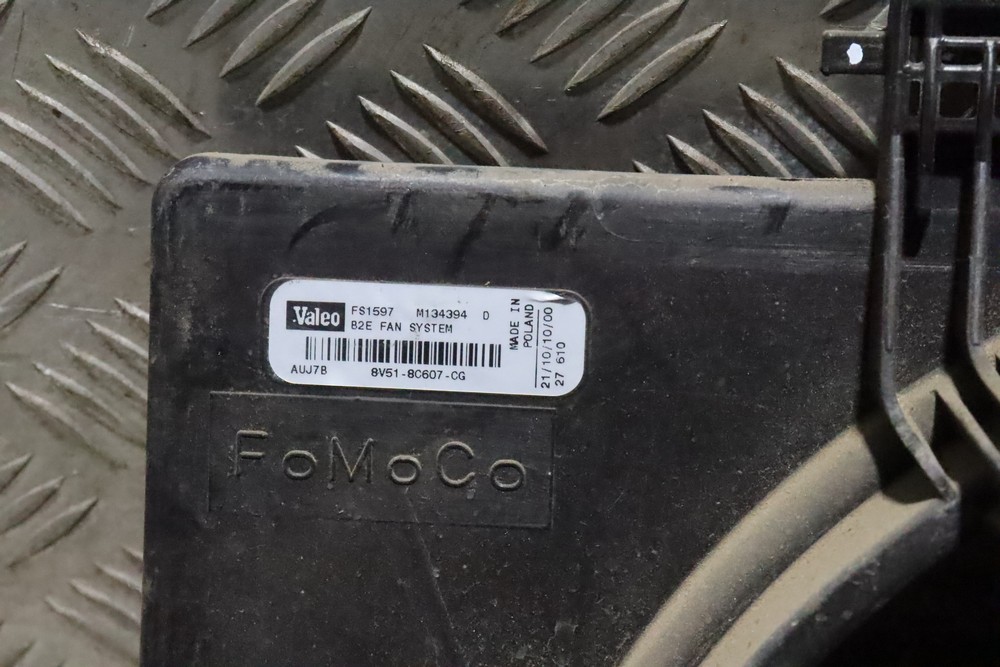 Valeo FS1597 M134394 D
B2E FAN SYSTEM
AUJ7B 8V51-8C607-CG
MADE IN
POLAND
21/10/10/00
27 610
FoMoCo